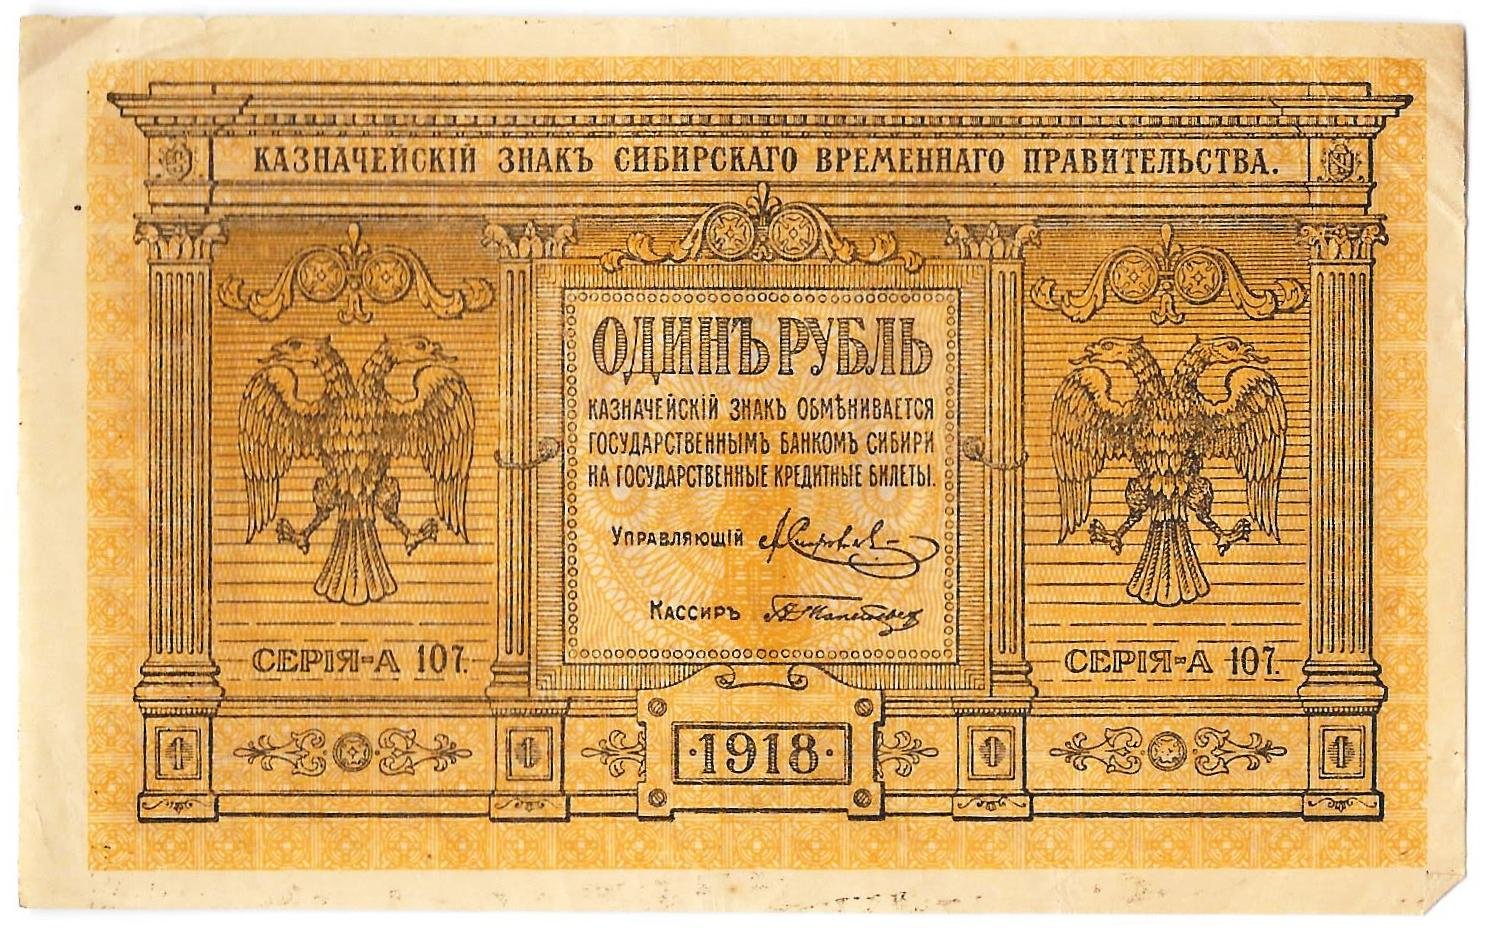 КАЗНАЧЕЙСКІЙ ЗНАКЪ СИБИРСКАГО ВРЕМЕННАГО ПРАВИТЕЛЬСТВА.
ОДИНЪ РУБЛЬ
КАЗНАЧЕЙСКІЙ ЗНАКЪ ОБМѢНИВАЕТСЯ
ГОСУДАРСТВЕННЫМЪ БАНКОМЪ СИБИРИ
НА ГОСУДАРСТВЕННЫЕ КРЕДИТНЫЕ БИЛЕТЫ.
УПРАВЛЯЮЩІЙ
КАССИРЪ
СЕРІЯ-А 107.
СЕРІЯ-А 107.
1
1
·1918·
1
1